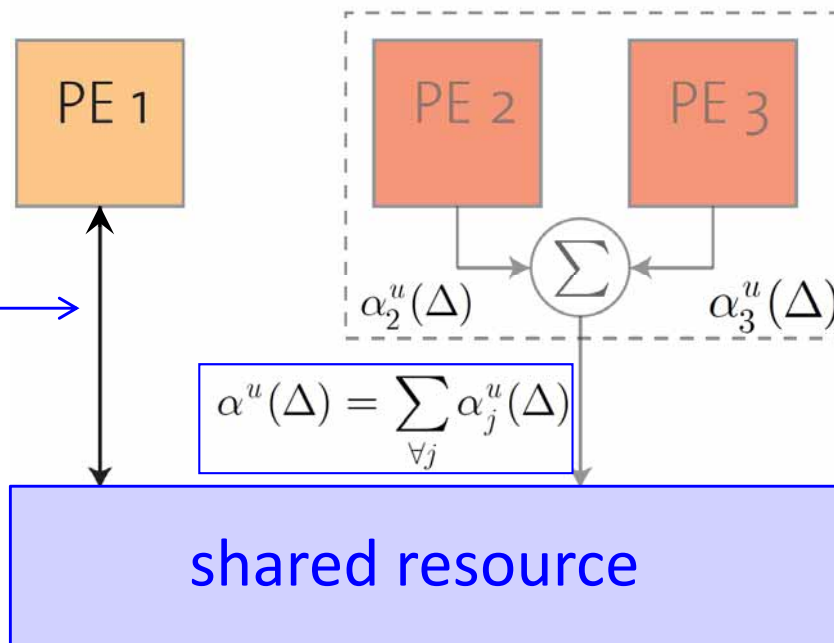 PE 1
PE 2
PE 3
∑
α₂ᵘ(Δ)
α₃ᵘ(Δ)
αᵘ(Δ) = ∑ αⱼᵘ(Δ)
∀j
shared resource